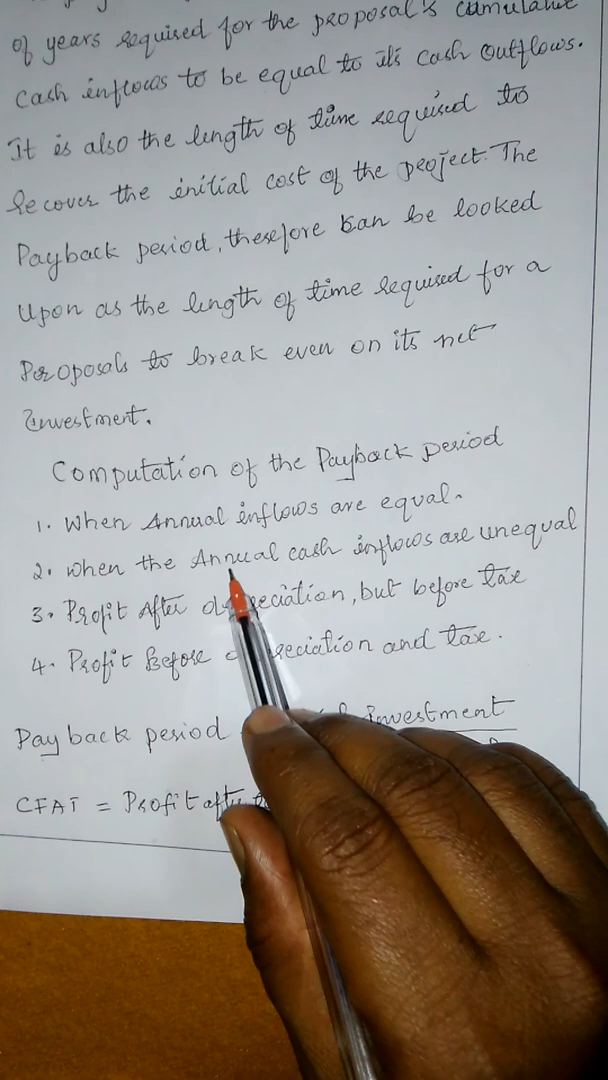 of years required for the proposal's cumulative
Cash inflows to be equal to its cash outflows.
It is also the length of time required to
Recover the initial cost of the project. The
Payback period, therefore can be looked
Upon as the length of time required for a
Proposals to break even on its net
Investment.
Computation of the Payback period
1. When Annual inflows are equal.
2. When the Annual cash inflows are unequal
3. Profit After depreciation, but before tax
4. Profit Before depreciation and tax.
Pay back period Investment
CFAT = Profit after